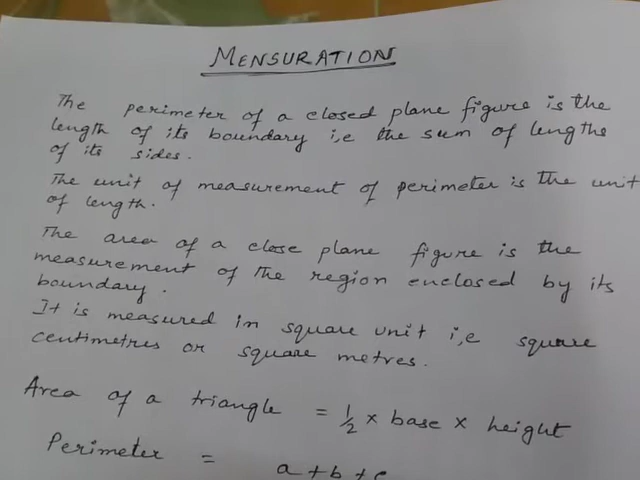 MENSURATION
The perimeter of a closed plane figure is the
length of its boundary i,e the sum of lengths
of its sides.
The unit of measurement of perimeter is the unit
of length.
The area of a close plane figure is the
measurement of the region enclosed by its
boundary.
It is measured in square unit i,e square
centimetres or square metres.
Area of a triangle = 1/2 × base × height
Perimeter = a+b+c